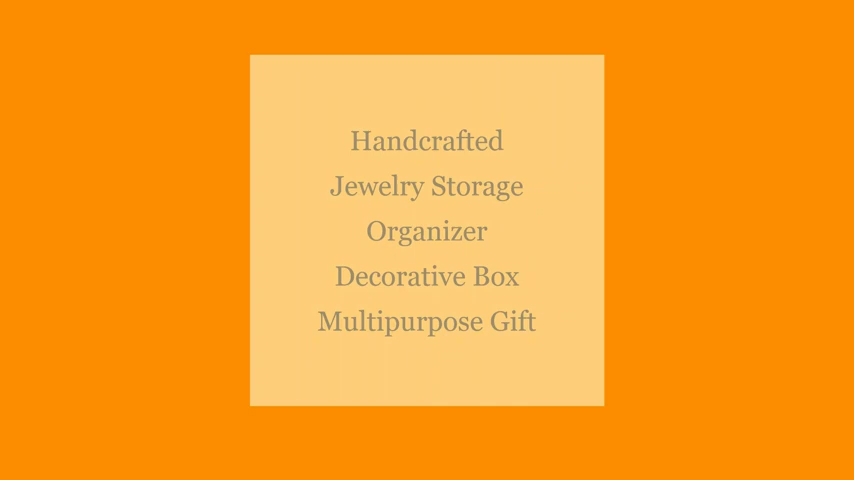 Handcrafted
Jewelry Storage
Organizer
Decorative Box
Multipurpose Gift